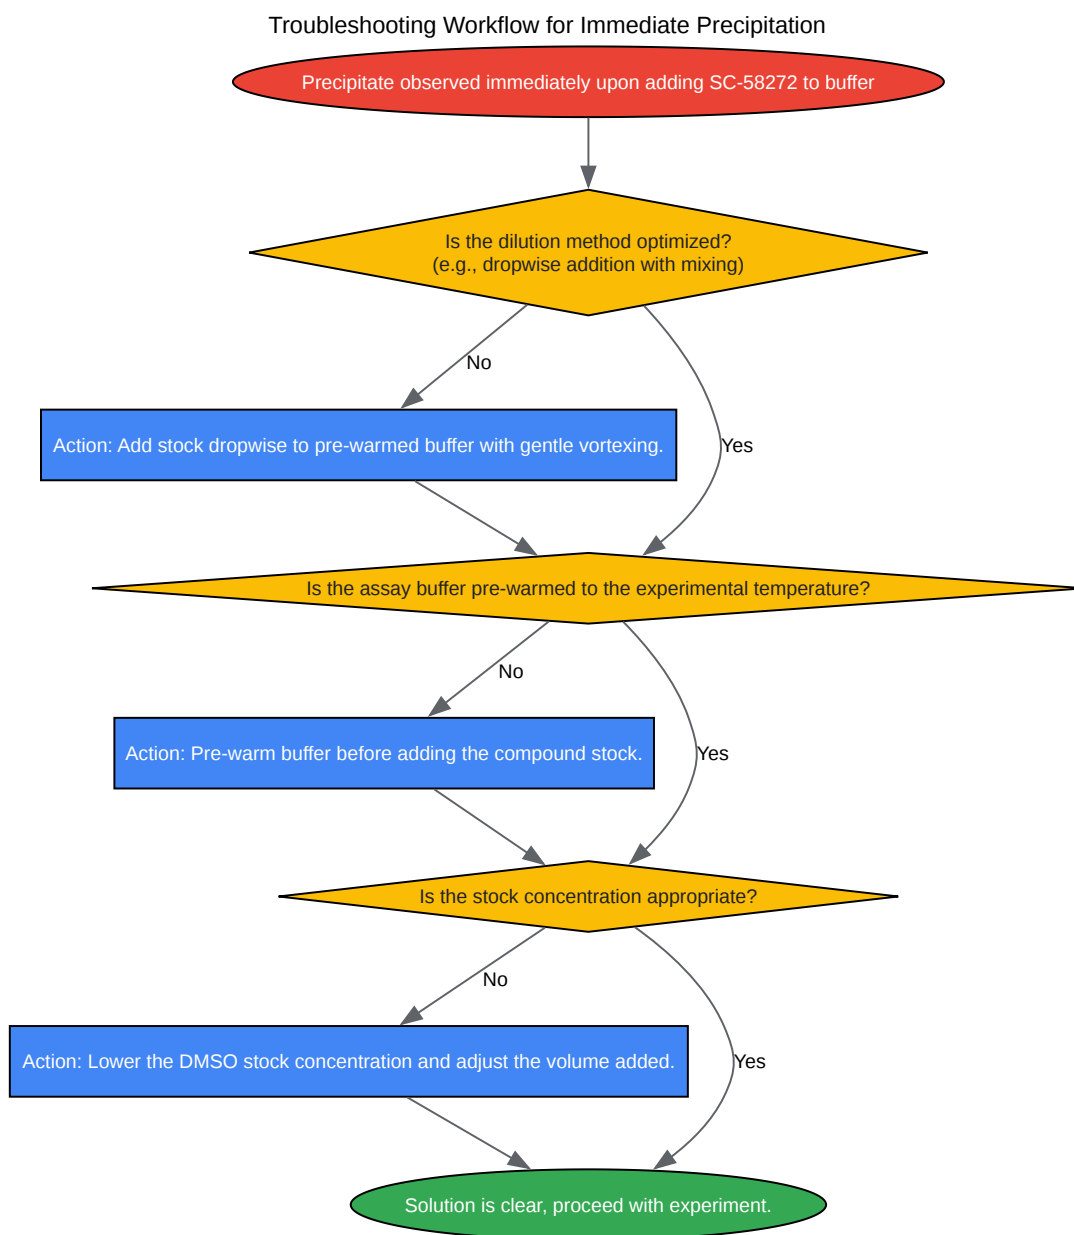 Troubleshooting Workflow for Immediate Precipitation
Precipitate observed immediately upon adding SC-58272 to buffer
Is the dilution method optimized?
(e.g., dropwise addition with mixing)
No
Action: Add stock dropwise to pre-warmed buffer with gentle vortexing.
Yes
Is the assay buffer pre-warmed to the experimental temperature?
No
Action: Pre-warm buffer before adding the compound stock.
Yes
Is the stock concentration appropriate?
No
Action: Lower the DMSO stock concentration and adjust the volume added.
Yes
Solution is clear, proceed with experiment.